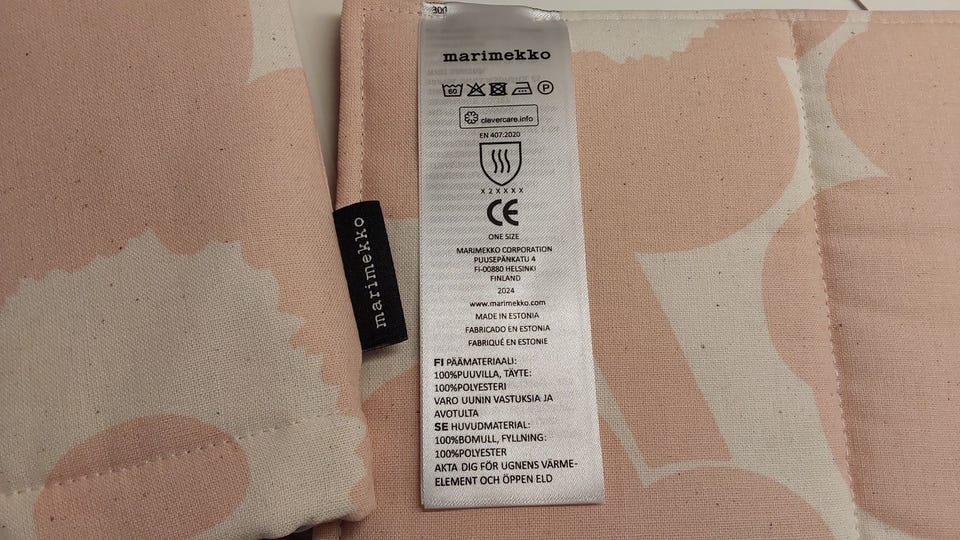 300
marimekko
60 P
clevercare.info
EN 407:2020
X 2 X X X X
CE
ONE SIZE
MARIMEKKO CORPORATION
PUUSEPÄNKATU 4
FI-00880 HELSINKI
FINLAND
2024
www.marimekko.com
MADE IN ESTONIA
FABRICADO EN ESTONIA
FABRIQUÉ EN ESTONIE
FI PÄÄMATERIAALI:
100%PUUVILLA, TÄYTE:
100%POLYESTERI
VARO UUNIN VASTUKSIA JA
AVOTULTA
SE HUVUDMATERIAL:
100%BOMULL, FYLLNING:
100%POLYESTER
AKTA DIG FÖR UGNENS VÄRME-
ELEMENT OCH ÖPPEN ELD
marimekko